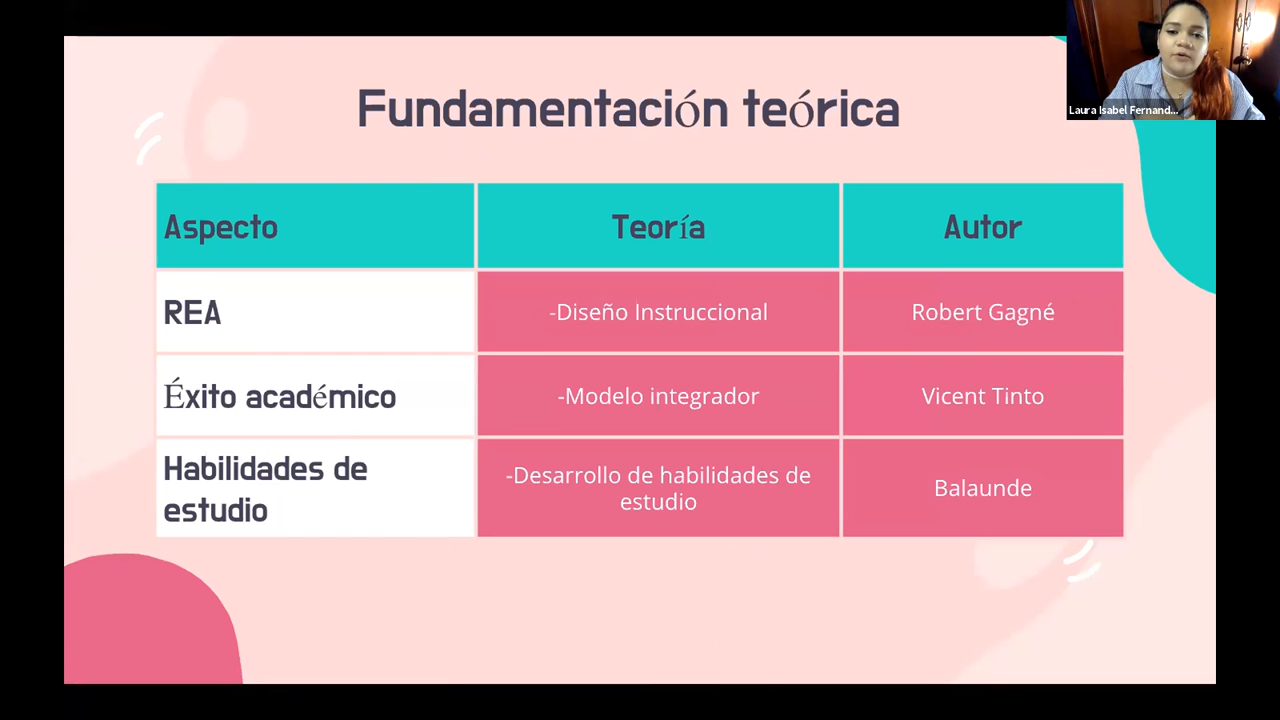 Fundamentación teórica
Aspecto
Teoría
Autor
REA
-Diseño Instruccional
Robert Gagné
Éxito académico
-Modelo integrador
Vicent Tinto
Habilidades de
estudio
-Desarrollo de habilidades de
estudio
Balaunde
Laura Isabel Fernand...